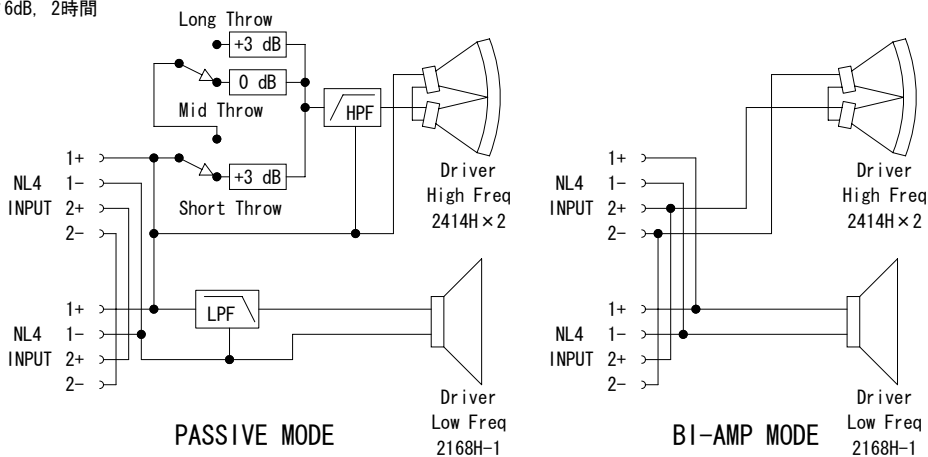 6dB, 2時間
Long Throw
+3 dB
0 dB
Mid Throw
HPF
+3 dB
Short Throw
NL4
INPUT
1+
1-
2+
2-
Driver
High Freq
2414H×2
NL4
INPUT
1+
1-
2+
2-
LPF
Driver
Low Freq
2168H-1
PASSIVE MODE
NL4
INPUT
1+
1-
2+
2-
Driver
High Freq
2414H×2
NL4
INPUT
1+
1-
2+
2-
Driver
Low Freq
2168H-1
BI-AMP MODE